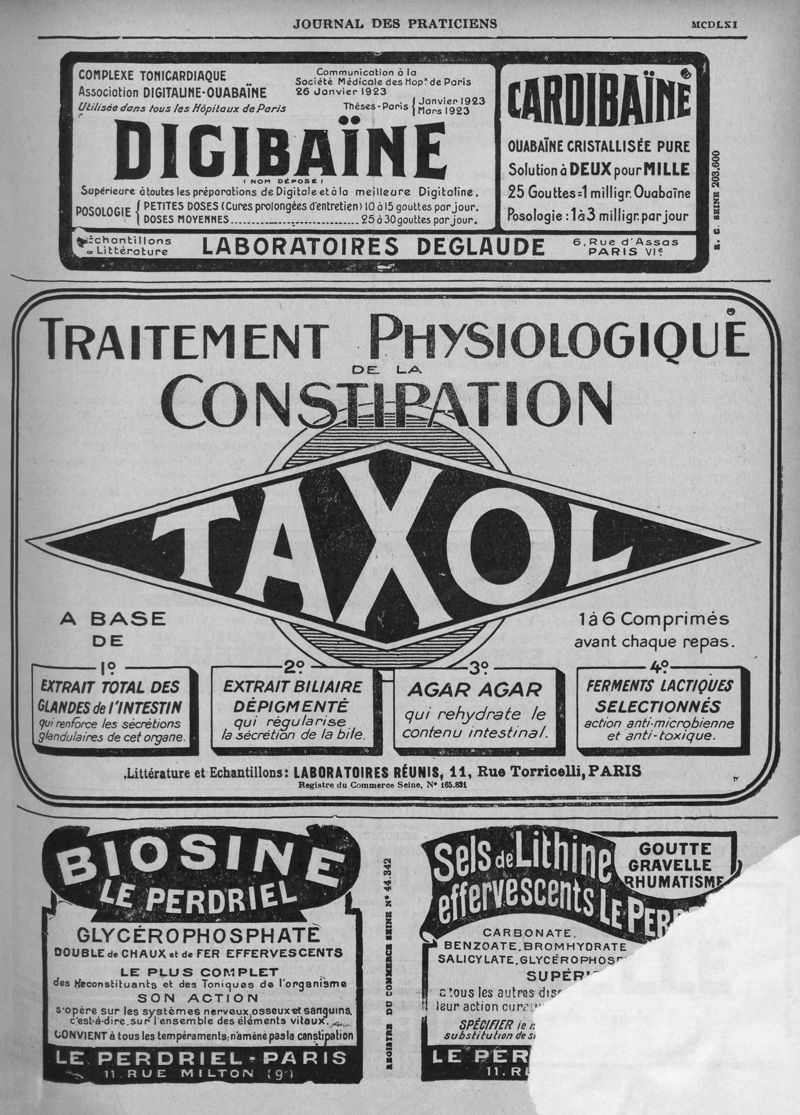 JOURNAL DES PRATICIENS
MCDLXI
COMPLEXE TONICARDIAQUE
Association DIGITALINE-OUABAÏNE
Utilisée dans tous les Hôpitaux de Paris
Communication à la
Société Médicale des Hop.ˣ de Paris
26 Janvier 1923
Thèses-Paris { Janvier 1923
Mars 1923
DIGIBAÏNE
(NOM DÉPOSÉ)
Supérieure à toutes les préparations de Digitale et à la meilleure Digitaline.
POSOLOGIE { PETITES DOSES (Cures prolongées d'entretien) 10 à 15 gouttes par jour.
DOSES MOYENNES........................25 à 30 gouttes par jour.
CARDIBAÏNE
OUABAÏNE CRISTALLISÉE PURE
Solution à DEUX pour MILLE
25 Gouttes=1 milligr. Ouabaïne
Posologie : 1 à 3 milligr. par jour
Échantillons
Littérature
LABORATOIRES DEGLAUDE
6, Rue d'Assas
PARIS VIᵉ
R. C. SEINE 203.600
TRAITEMENT PHYSIOLOGIQUE
DE LA
CONSTIPATION
TAXOL
A BASE
DE
1 à 6 Comprimés
avant chaque repas.
1º
EXTRAIT TOTAL DES
GLANDES de l'INTESTIN
qui renforce les sécrétions
glandulaires de cet organe.
2º
EXTRAIT BILIAIRE
DÉPIGMENTÉ
qui régularise
la sécrétion de la bile.
3º
AGAR AGAR
qui rehydrate le
contenu intestinal.
4º
FERMENTS LACTIQUES
SELECTIONNÉS
action anti-microbienne
et anti-toxique.
Littérature et Echantillons: LABORATOIRES RÉUNIS, 11, Rue Torricelli, PARIS
Registre du Commerce Seine, Nº 165.831
BIOSINE
LE PERDRIEL
GLYCÉROPHOSPHATE
DOUBLE de CHAUX et de FER EFFERVESCENTS
LE PLUS COMPLET
des Reconstituants et des Toniques de l'organisme
SON ACTION
s'opère sur les systèmes nerveux, osseux et sanguins,
c'est-à-dire, sur l'ensemble des éléments vitaux.
CONVIENT à tous les tempéraments; n'amène pas la constipation
LE PERDRIEL - PARIS
11 RUE MILTON (9ᵉ)
REGISTRE DU COMMERCE SEINE Nº 44.342
Sels de Lithine
effervescents LE PER
GOUTTE
GRAVELLE
RHUMATISME
CARBONATE.
BENZOATE, BROMHYDRATE
SALICYLATE, GLYCÉROPHOS
SUPÉRI
à tous les autres
leur action
SPÉCIFIER le
substitution de
LE PER
11. R